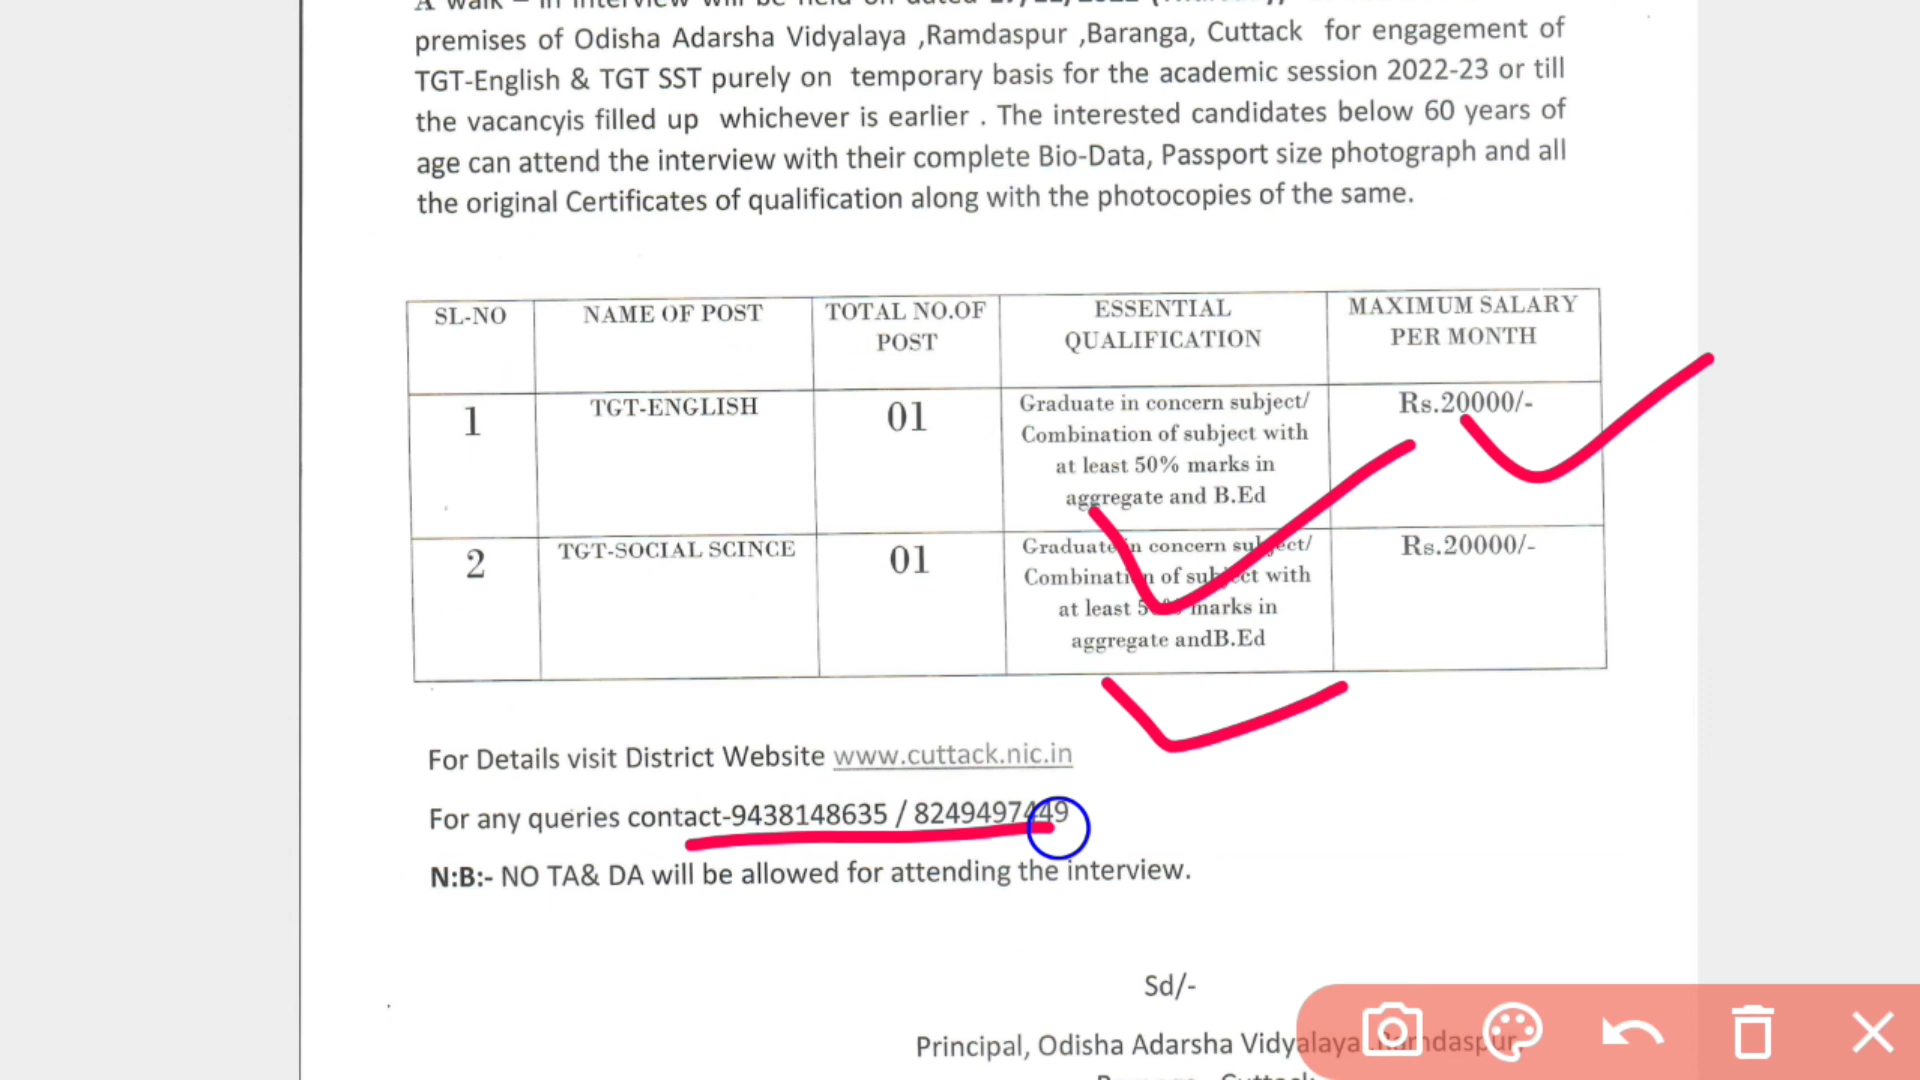 premises of Odisha Adarsha Vidyalaya ,Ramdaspur ,Baranga, Cuttack for engagement of
TGT-English & TGT SST purely on temporary basis for the academic session 2022-23 or till
the vacancyis filled up whichever is earlier . The interested candidates below 60 years of
age can attend the interview with their complete Bio-Data, Passport size photograph and all
the original Certificates of qualification along with the photocopies of the same.
SL-NO NAME OF POST TOTAL NO.OF POST ESSENTIAL QUALIFICATION MAXIMUM SALARY PER MONTH
1 TGT-ENGLISH 01 Graduate in concern subject/ Rs.20000/-
Combination of subject with
at least 50% marks in
aggregate and B.Ed
2 TGT-SOCIAL SCINCE 01 Graduate in concern subject/ Rs.20000/-
Combination of subject with
at least 50% marks in
aggregate andB.Ed
For Details visit District Website www.cuttack.nic.in
For any queries contact-9438148635 / 8249497449
N:B:- NO TA& DA will be allowed for attending the interview.
Sd/-
Principal, Odisha Adarsha Vidyalaya ,Ramdaspur,